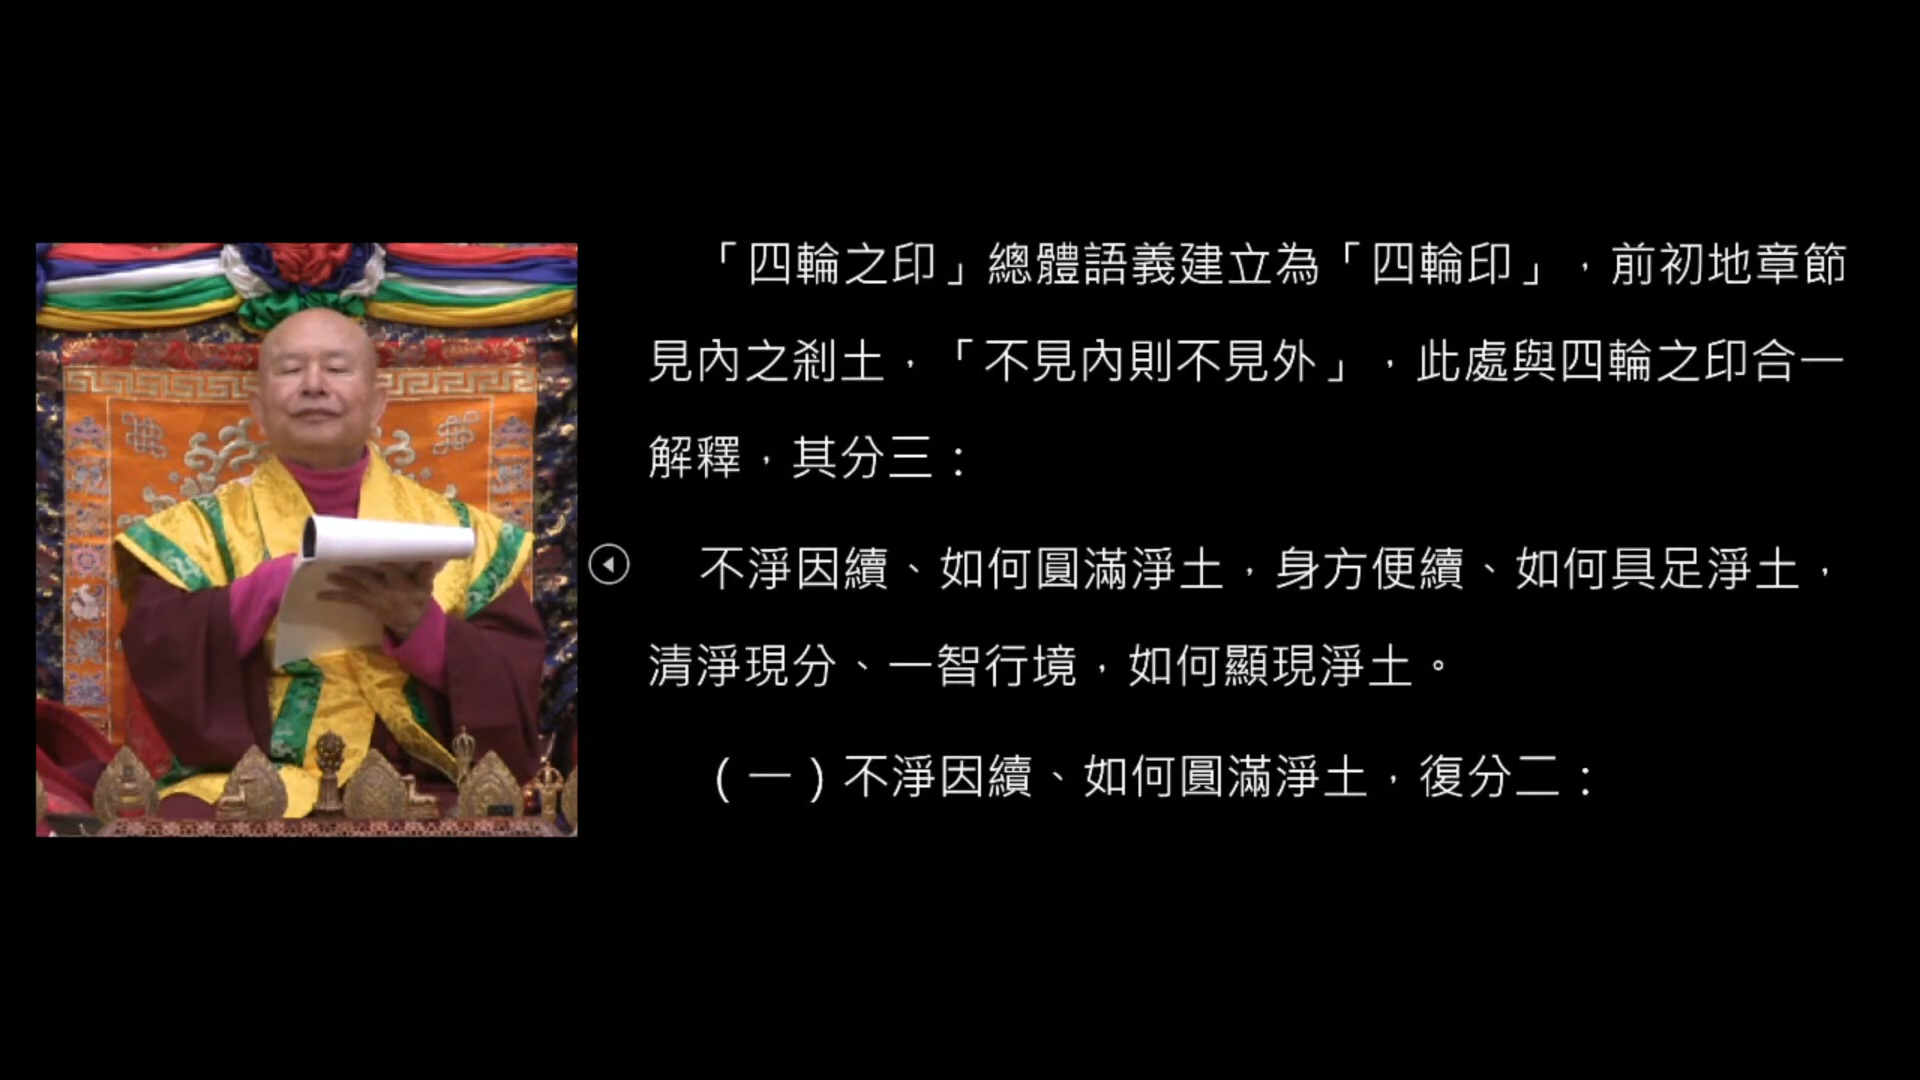 「四輪之印」總體語義建立為「四輪印」，前初地章節
見內之剎土，「不見內則不見外」，此處與四輪之印合一
解釋，其分三：
不淨因續、如何圓滿淨土，身方便續、如何具足淨土，
清淨現分、一智行境，如何顯現淨土。
(一)不淨因續、如何圓滿淨土，復分二：